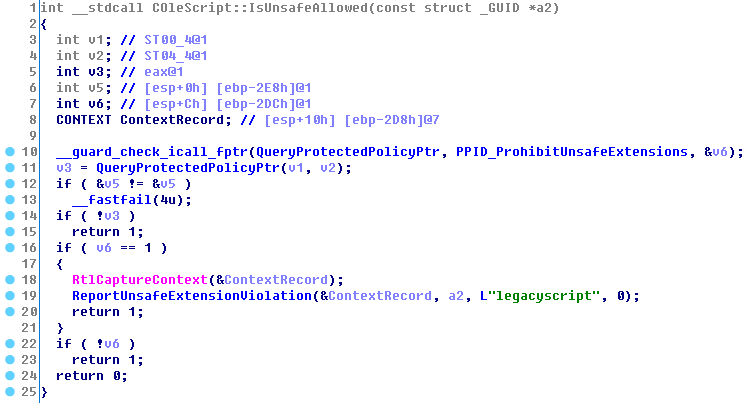 1 int __stdcall COleScript::IsUnsafeAllowed(const struct _GUID *a2)
2 {
3 int v1; // ST00_4@1
4 int v2; // ST04_4@1
5 int v3; // eax@1
6 int v5; // [esp+0h] [ebp-2E8h]@1
7 int v6; // [esp+Ch] [ebp-2DCh]@1
8 CONTEXT ContextRecord; // [esp+10h] [ebp-2D8h]@7
9
10 __guard_check_icall_fptr(QueryProtectedPolicyPtr, PPID_ProhibitUnsafeExtensions, &v6);
11 v3 = QueryProtectedPolicyPtr(v1, v2);
12 if ( &v5 != &v5 )
13 __fastfail(4u);
14 if ( !v3 )
15 return 1;
16 if ( v6 == 1 )
17 {
18 RtlCaptureContext(&ContextRecord);
19 ReportUnsafeExtensionViolation(&ContextRecord, a2, L"legacyscript", 0);
20 return 1;
21 }
22 if ( !v6 )
23 return 1;
24 return 0;
25 }